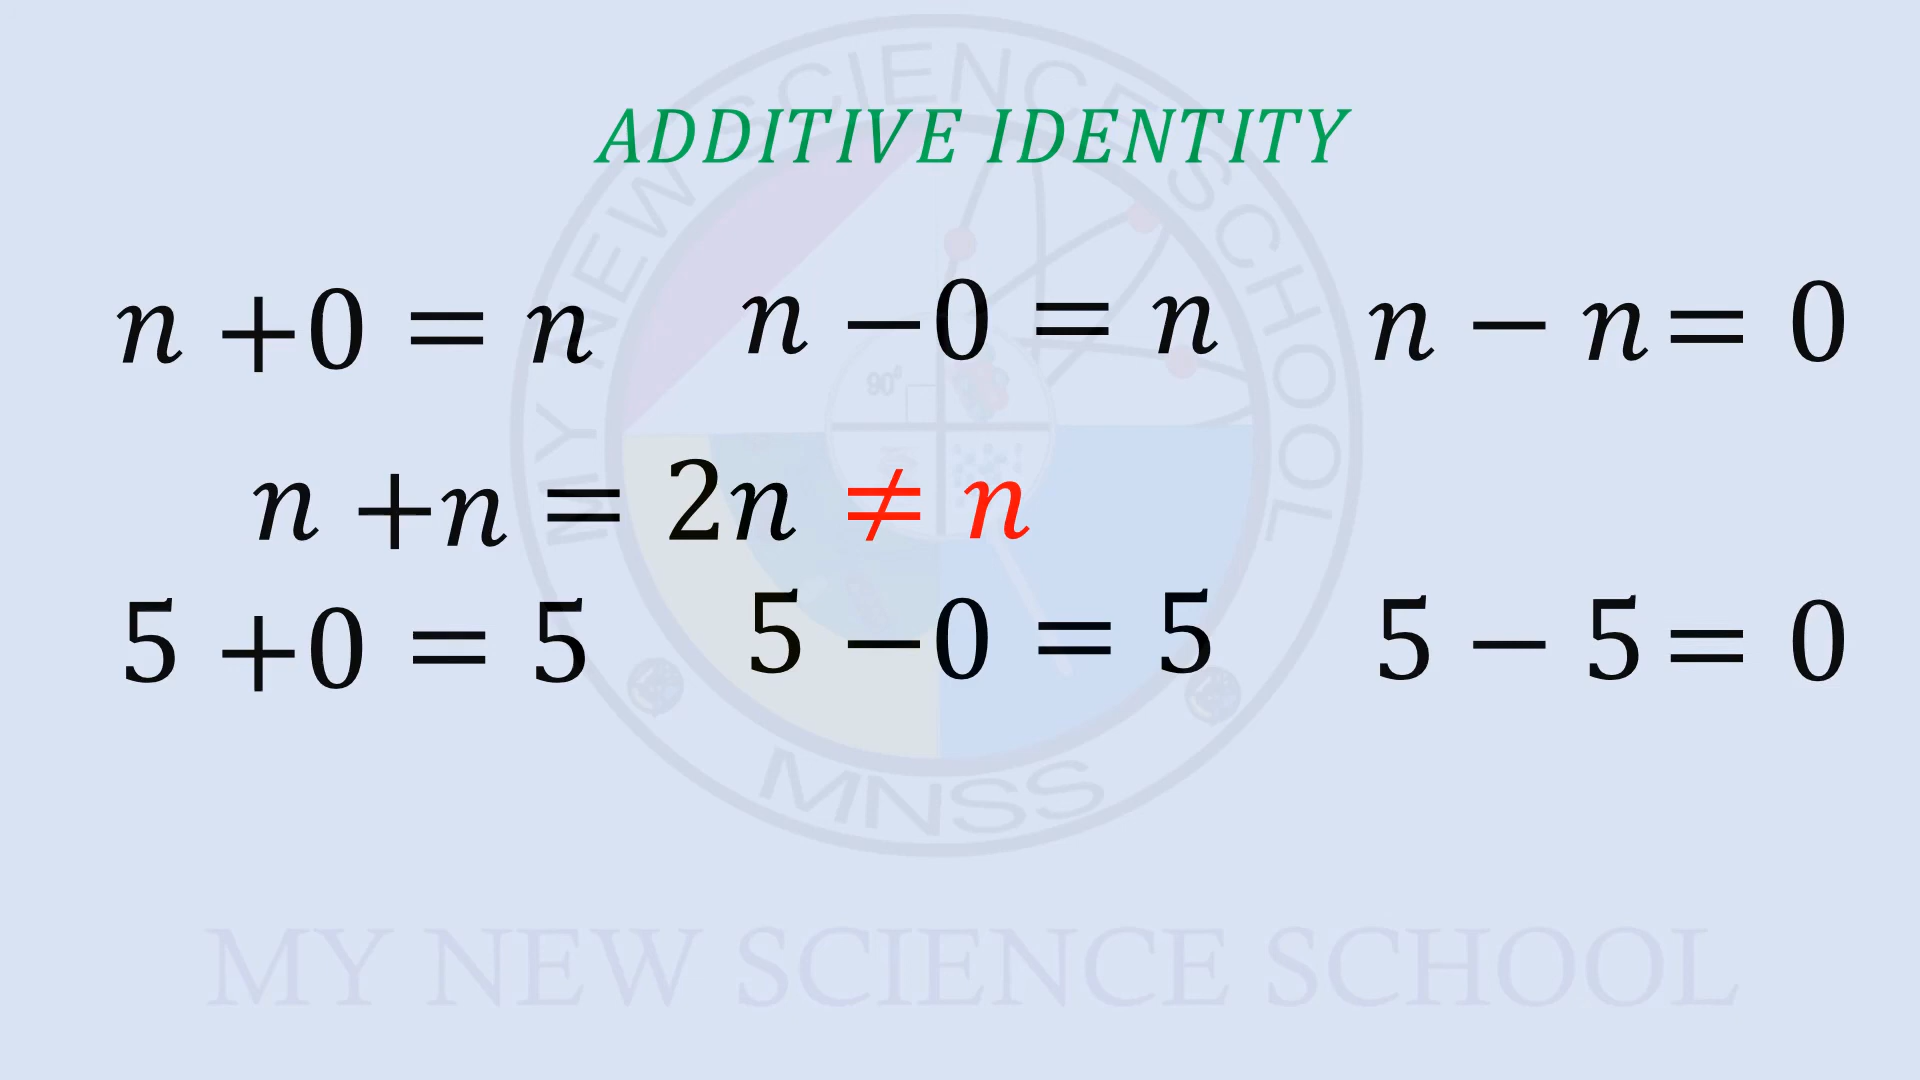 MY NEW SCIENCE SCHOOL
ADDITIVE IDENTITY
n +0 = n n −0 = n n − n = 0
90⁰
n +n = 2n ≠ n
5 +0 = 5 5 −0 = 5 5 − 5 = 0
MNSS
MY NEW SCIENCE SCHOOL